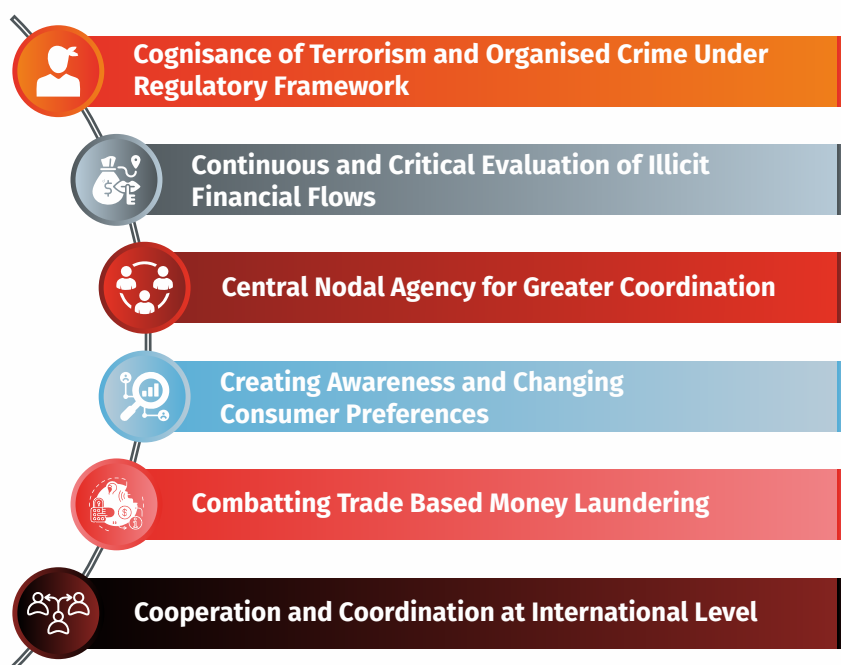 Cognisance of Terrorism and Organised Crime Under
Regulatory Framework
Continuous and Critical Evaluation of Illicit
Financial Flows
Central Nodal Agency for Greater Coordination
Creating Awareness and Changing
Consumer Preferences
Combatting Trade Based Money Laundering
Cooperation and Coordination at International Level